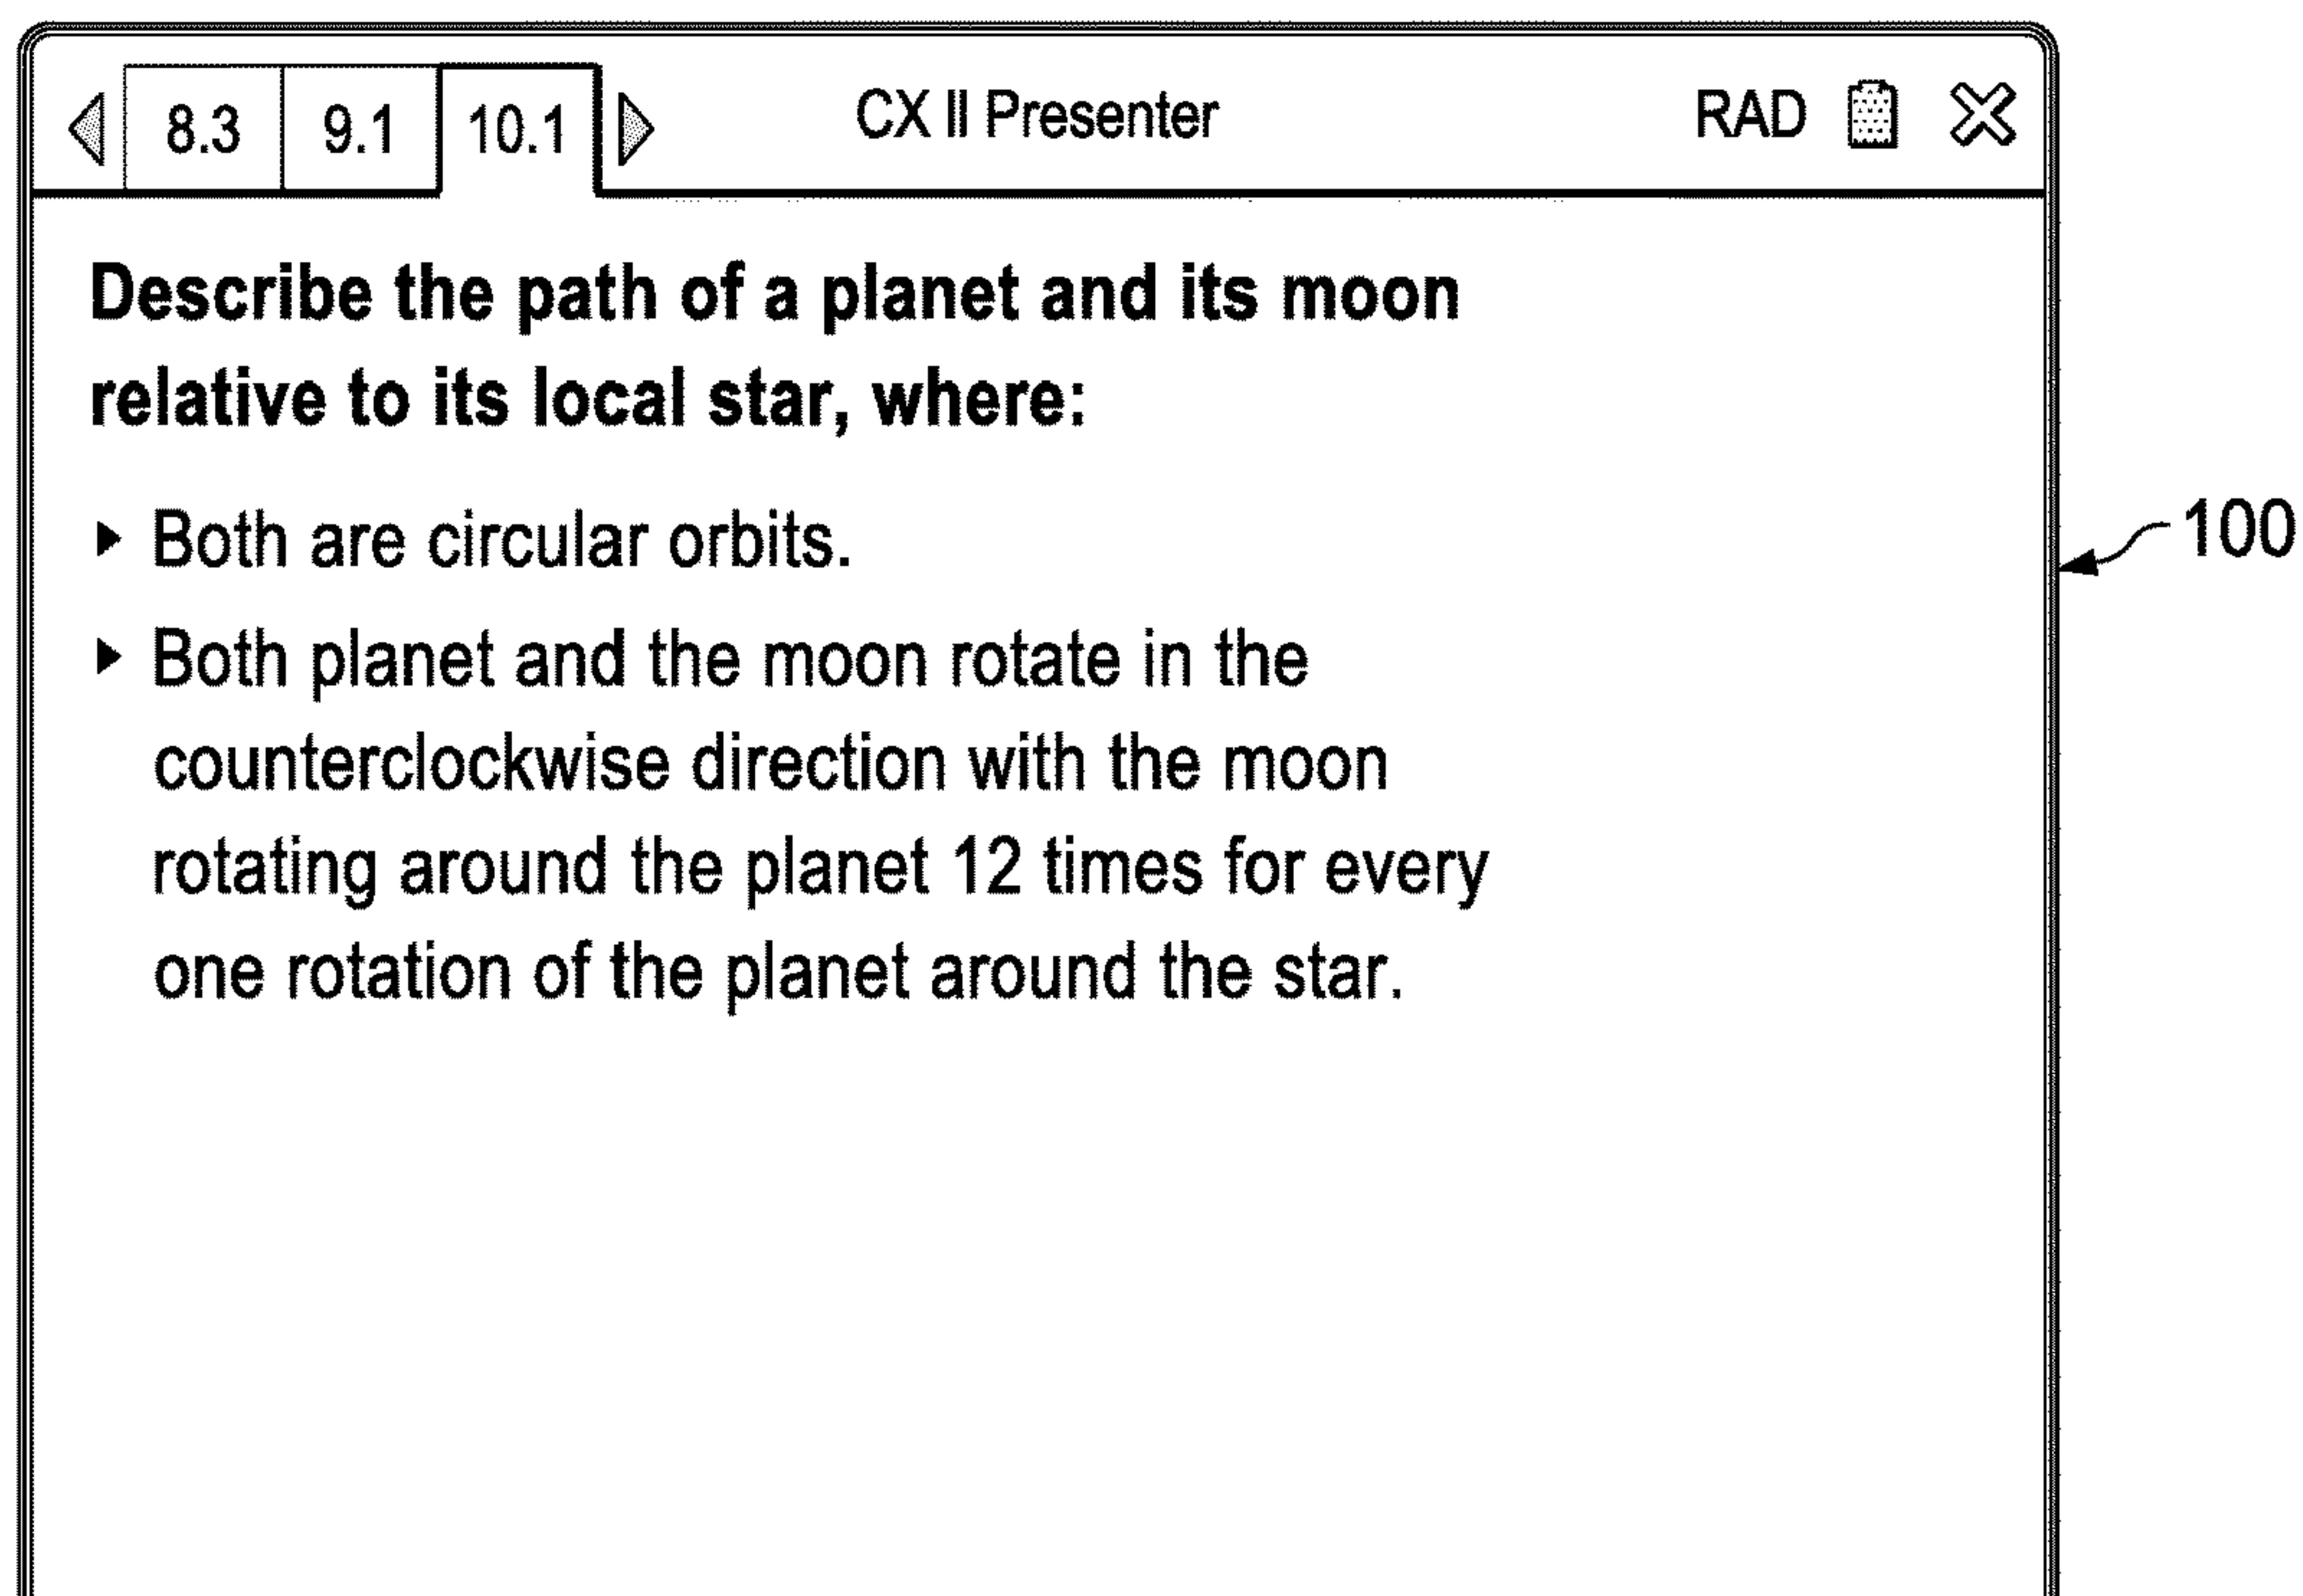 8.3 9.1 10.1 CX II Presenter RAD
Describe the path of a planet and its moon
relative to its local star, where:
Both are circular orbits.
100
Both planet and the moon rotate in the
counterclockwise direction with the moon
rotating around the planet 12 times for every
one rotation of the planet around the star.